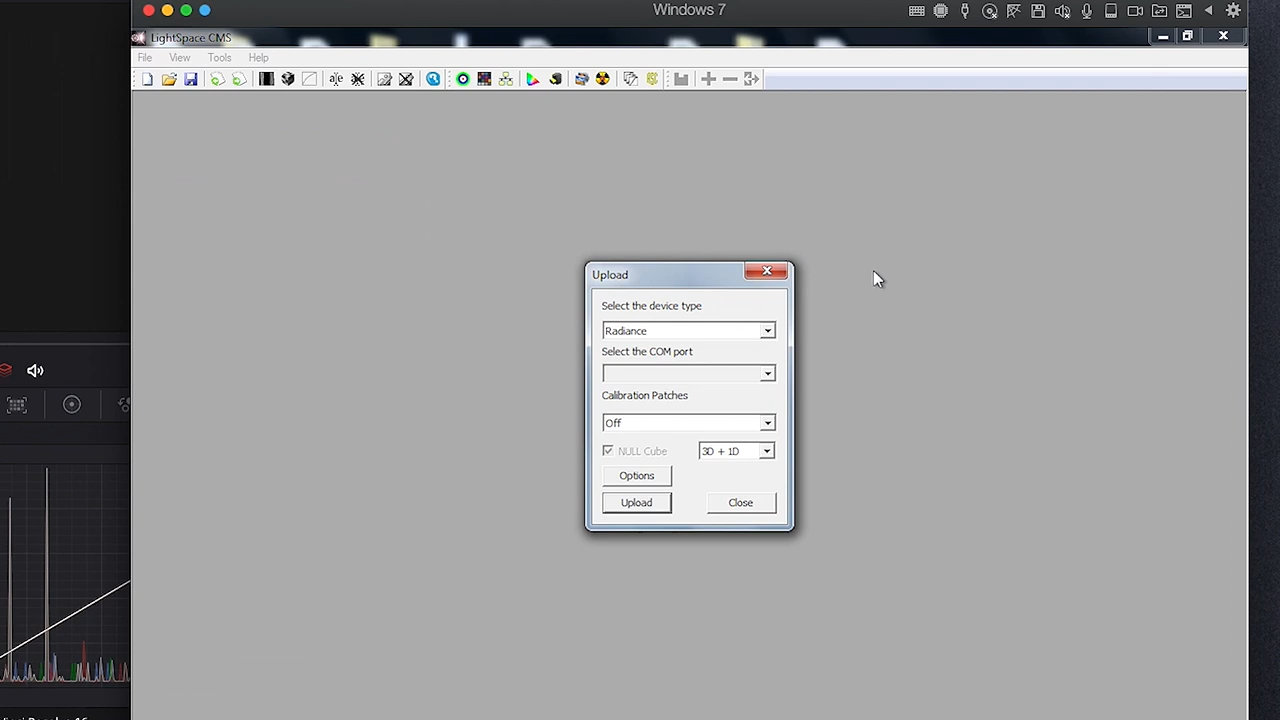 Windows 7
LightSpace CMS
File View Tools Help
Upload
Select the device type
Radiance
Select the COM port
Calibration Patches
Off
NULL Cube 3D + 1D
Options
Upload Close